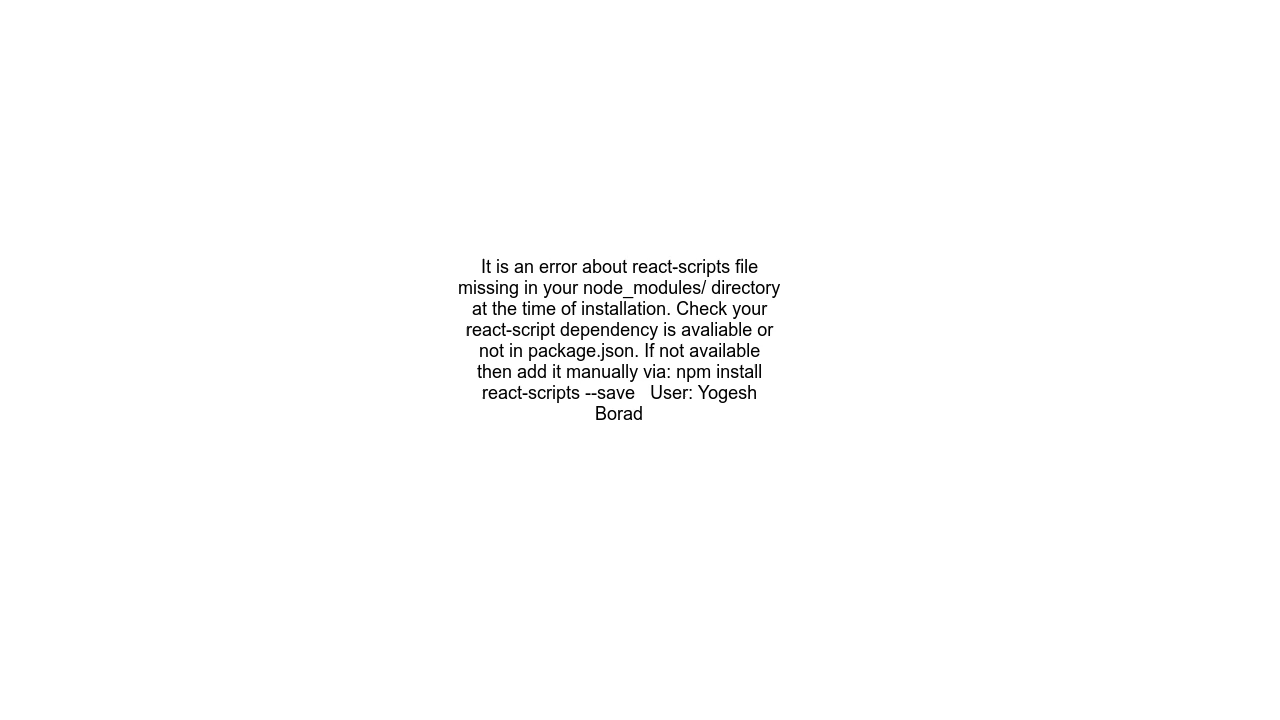 It is an error about react-scripts file
missing in your node_modules/ directory
at the time of installation. Check your
react-script dependency is avaliable or
not in package.json. If not available
then add it manually via: npm install
react-scripts --save   User: Yogesh
Borad